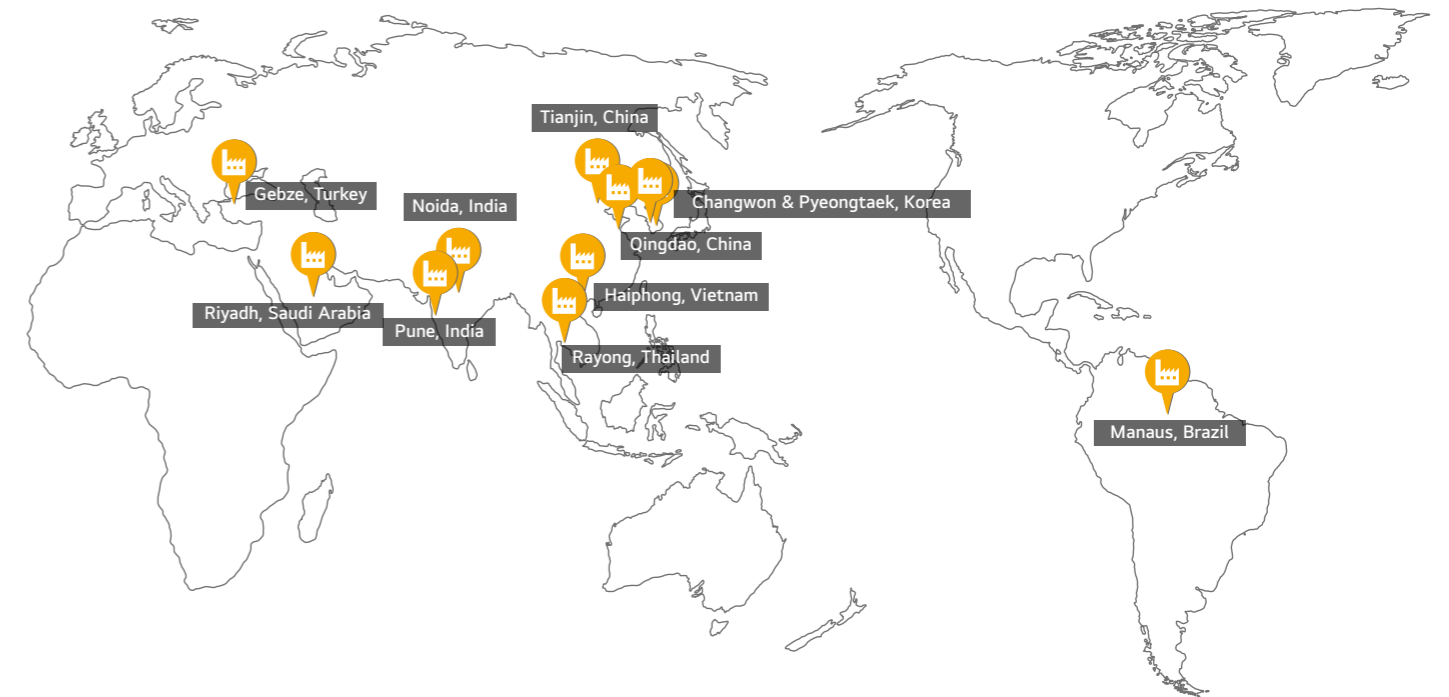 Tianjin, China
Gebze, Turkey
Noida, India
Changwon & Pyeongtaek, Korea
Qingdao, China
Haiphong, Vietnam
Riyadh, Saudi Arabia
Pune, India
Rayong, Thailand
Manaus, Brazil